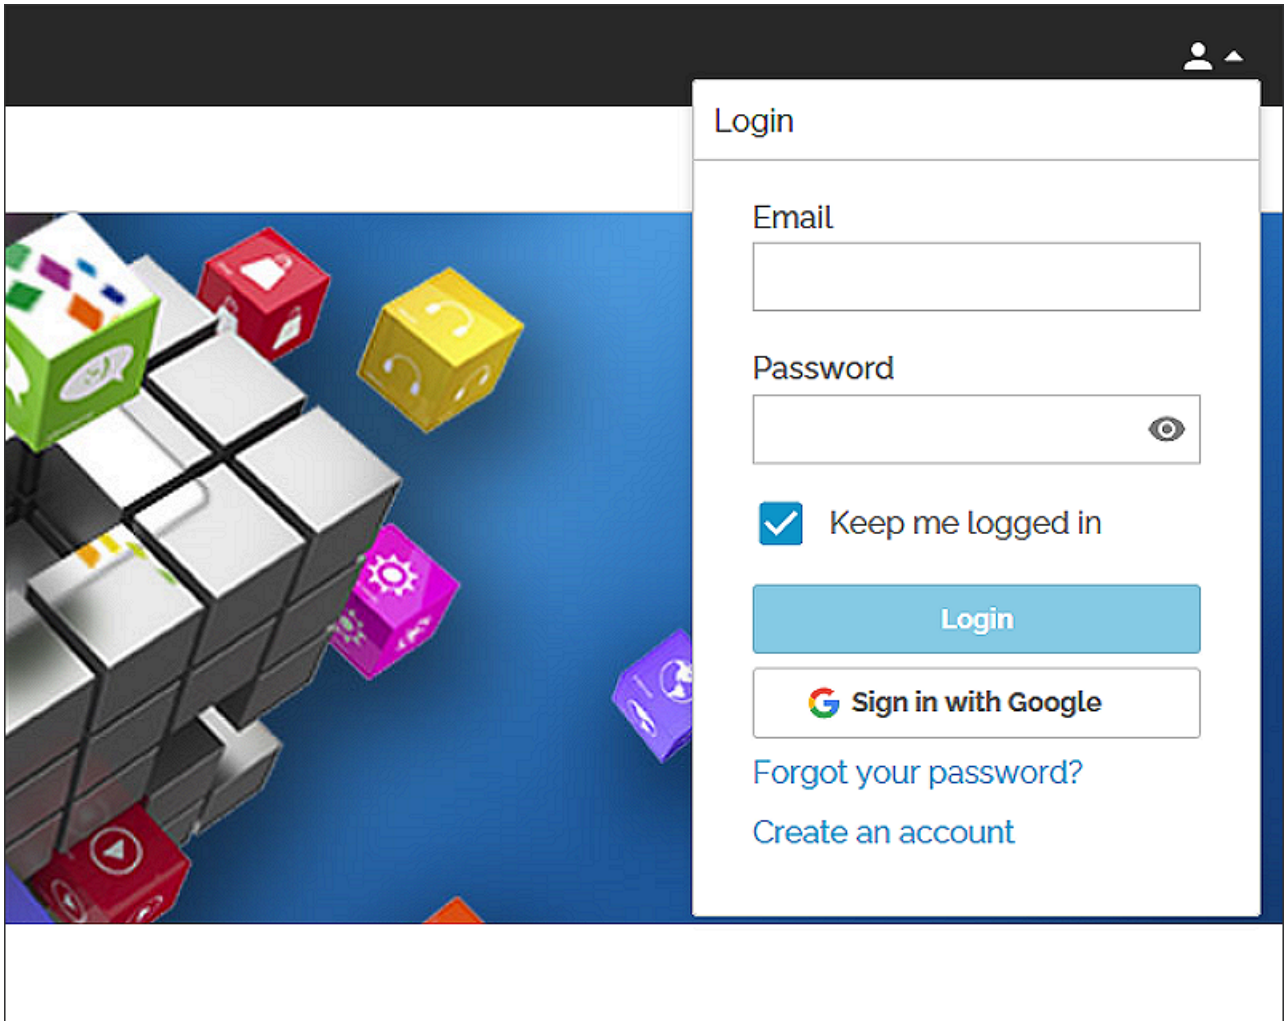 Login
Email
Password
Keep me logged in
Login
Sign in with Google
Forgot your password?
Create an account